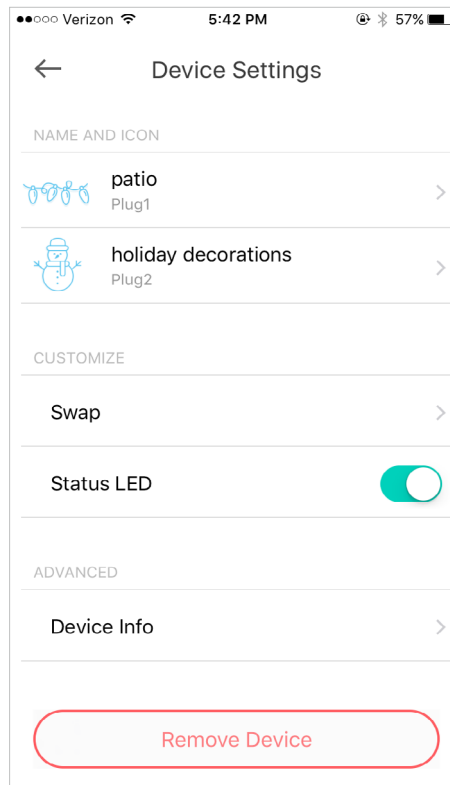 Verizon 5:42 PM 57%
Device Settings
NAME AND ICON
patio
Plug1
holiday decorations
Plug2
CUSTOMIZE
Swap
Status LED
ADVANCED
Device Info
Remove Device